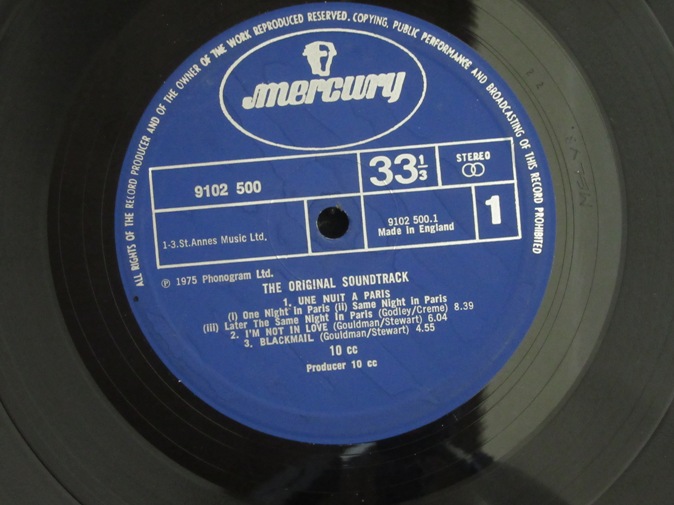 ALL RIGHTS OF THE RECORD PRODUCER AND OF THE OWNER OF THE WORK REPRODUCED RESERVED. COPYING, PUBLIC PERFORMANCE AND BROADCASTING OF THIS RECORD PROHIBITED
mercury
9102 500
33 1/3
STEREO
1-3.St.Annes Music Ltd.
9102 500.1
Made in England
1
℗ 1975 Phonogram Ltd.
THE ORIGINAL SOUNDTRACK
1. UNE NUIT A PARIS
(i) One Night in Paris (ii) Same Night in Paris
(iii) Later The Same Night In Paris (Godley/Creme) 8.39
2. I'M NOT IN LOVE (Gouldman/Stewart) 6.04
3. BLACKMAIL (Gouldman/Stewart) 4.55
10 cc
Producer 10 cc